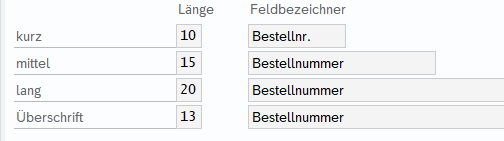 Länge Feldbezeichner
kurz 10 Bestellnr.
mittel 15 Bestellnummer
lang 20 Bestellnummer
Überschrift 13 Bestellnummer